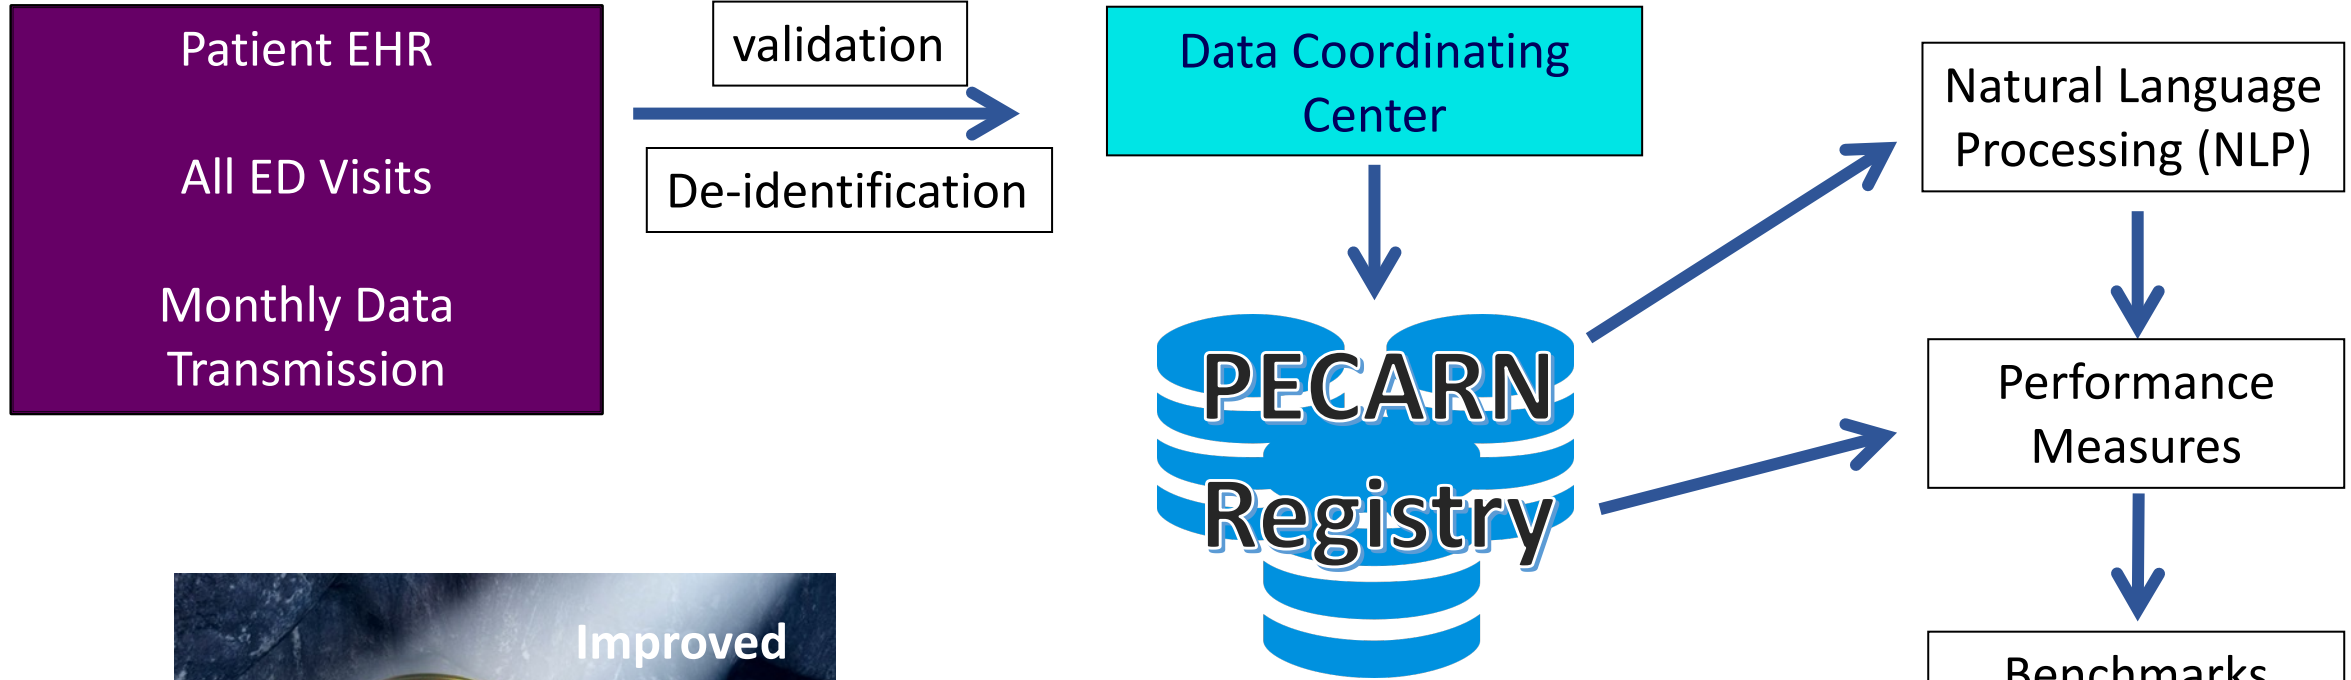 Patient EHR
All ED Visits
Monthly Data
Transmission
validation
De-identification
Data Coordinating
Center
PECARN
Registry
Natural Language
Processing (NLP)
Performance
Measures
Benchmarks
Improved